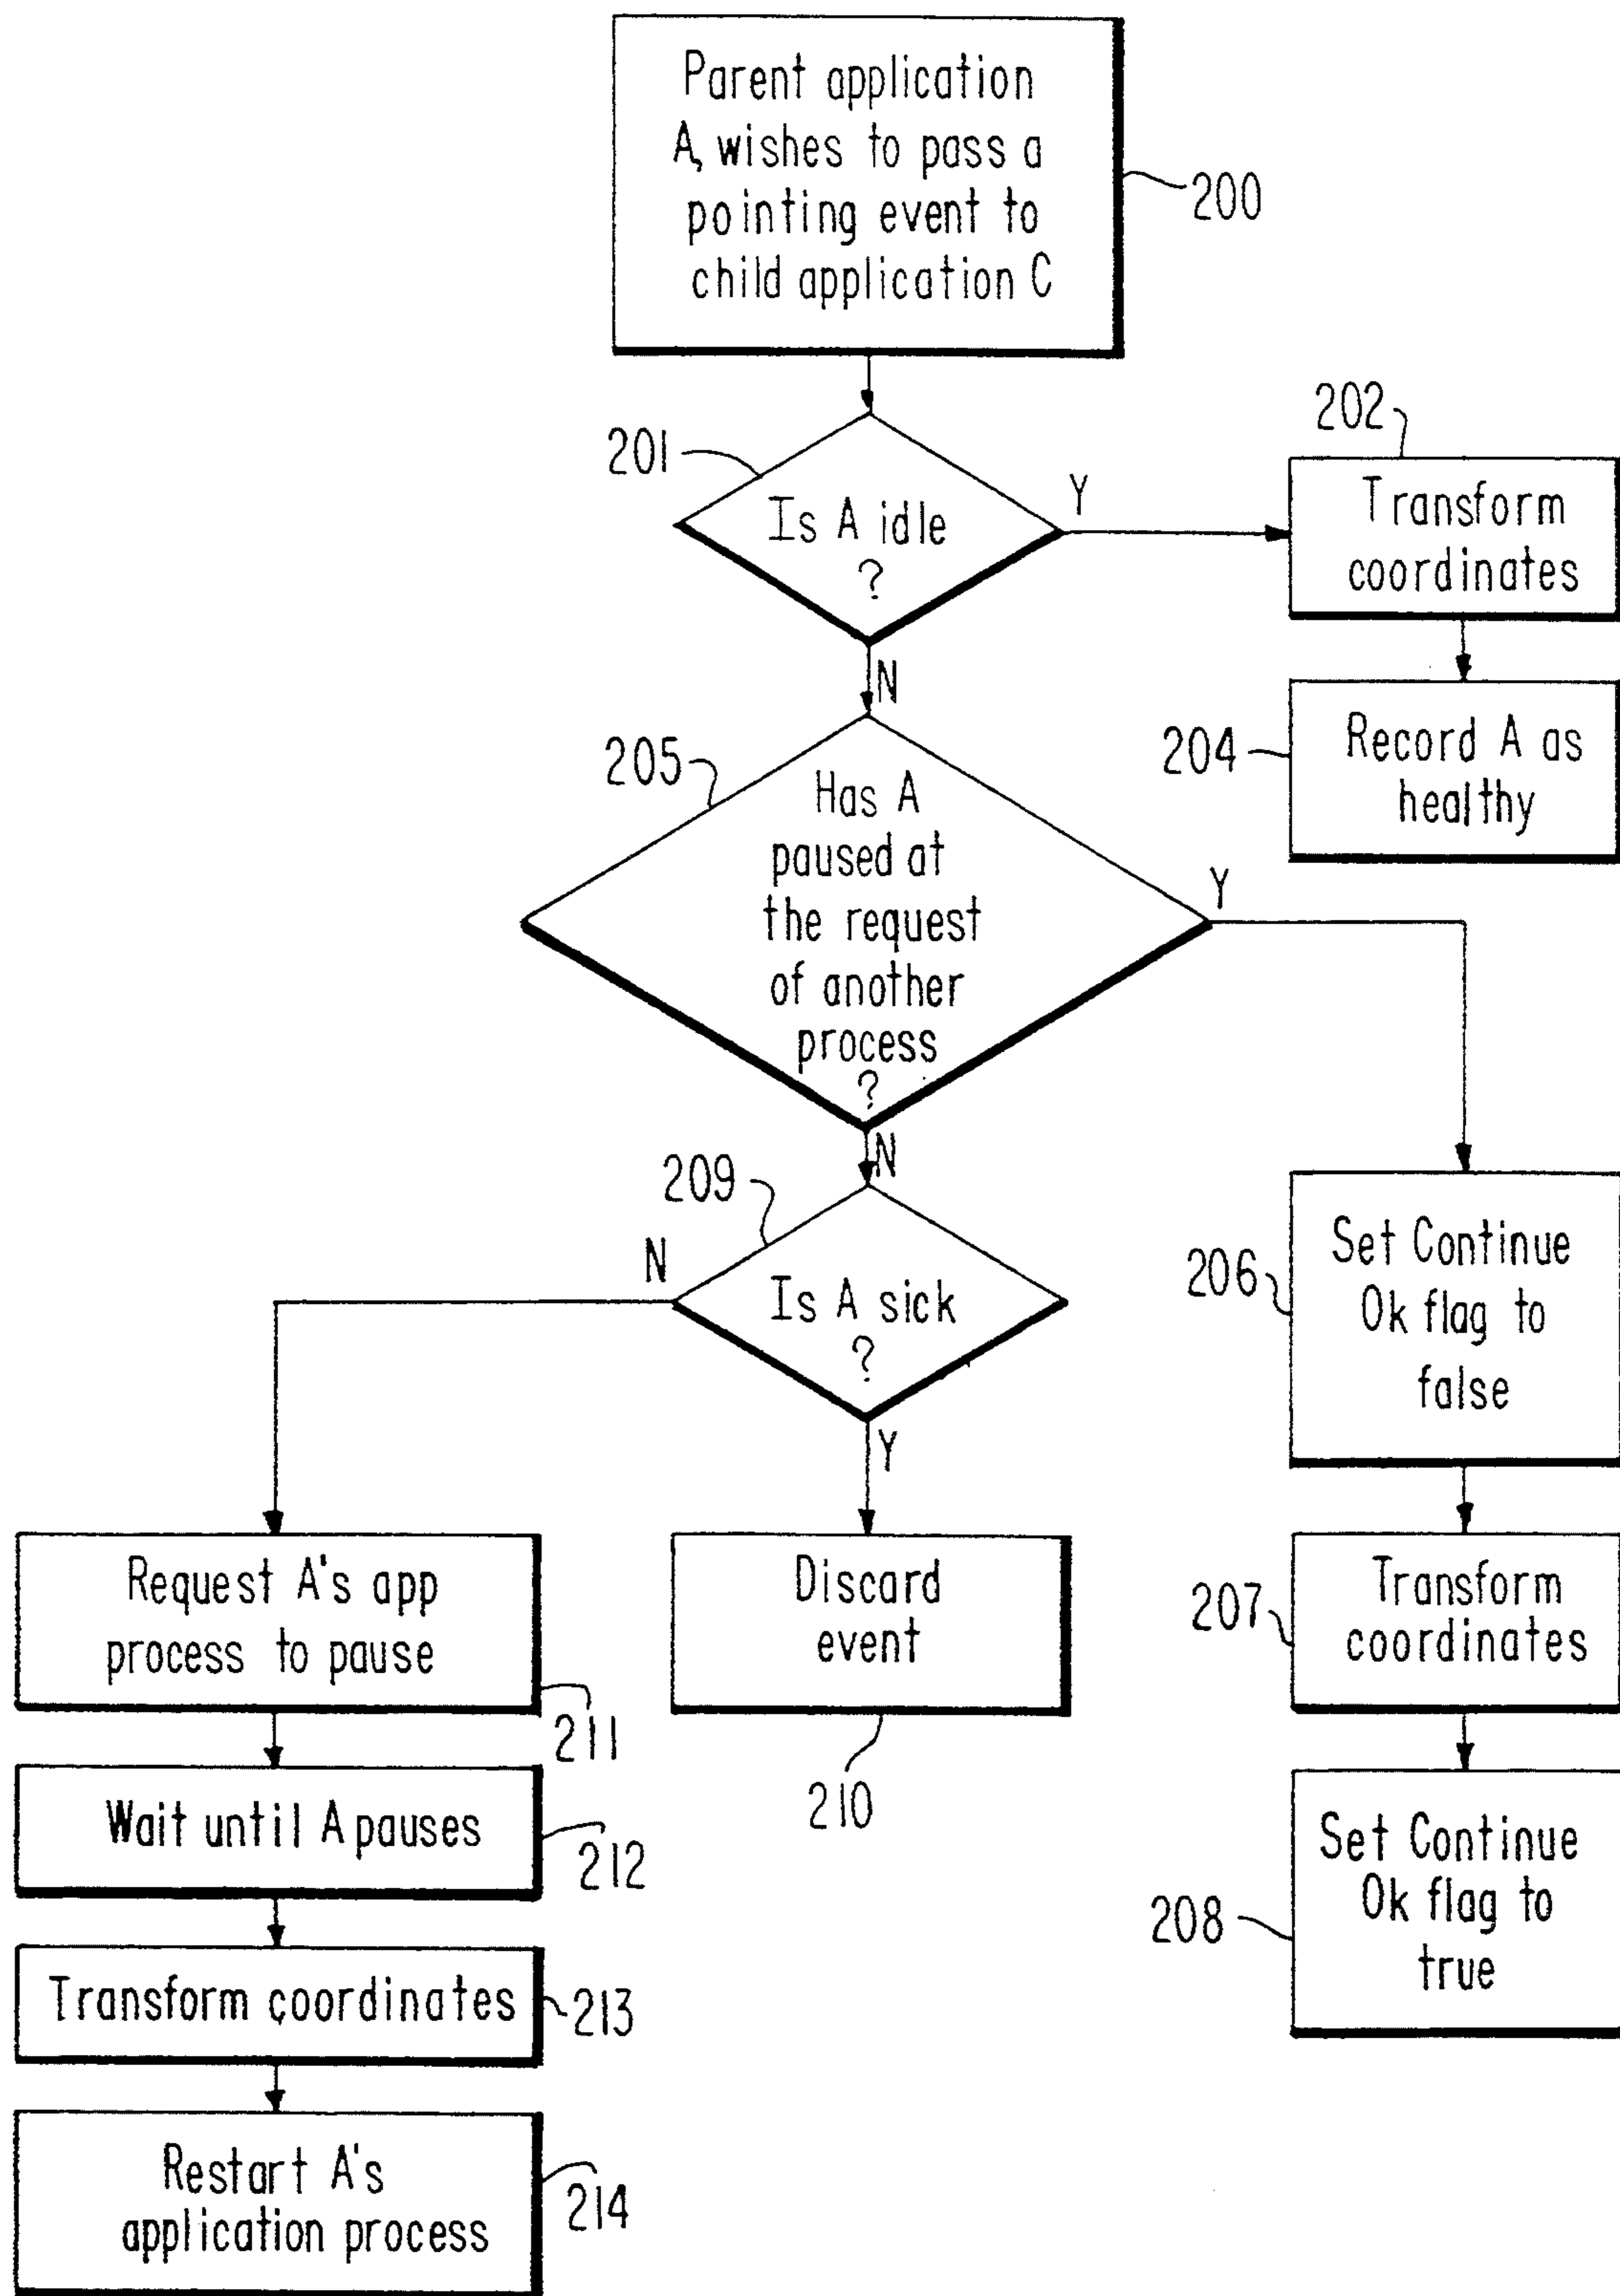 Parent application
A, wishes to pass a
pointing event to
child application C
200
201
Is A idle
?
Y
N
202
Transform
coordinates
204
Record A as
healthy
205
Has A
paused at
the request
of another
process
?
Y
N
206
Set Continue
Ok flag to
false
207
Transform
coordinates
208
Set Continue
Ok flag to
true
209
Is A sick
?
N
Y
Discard
event
210
Request A's app
process to pause
211
Wait until A pauses
212
Transform coordinates
213
Restart A's
application process
214